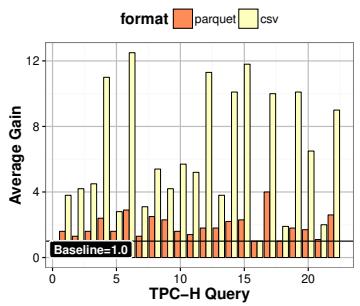 format parquet csv
Average Gain
12
8
4
0
Baseline=1.0
0 5 10 15 20
TPC-H Query